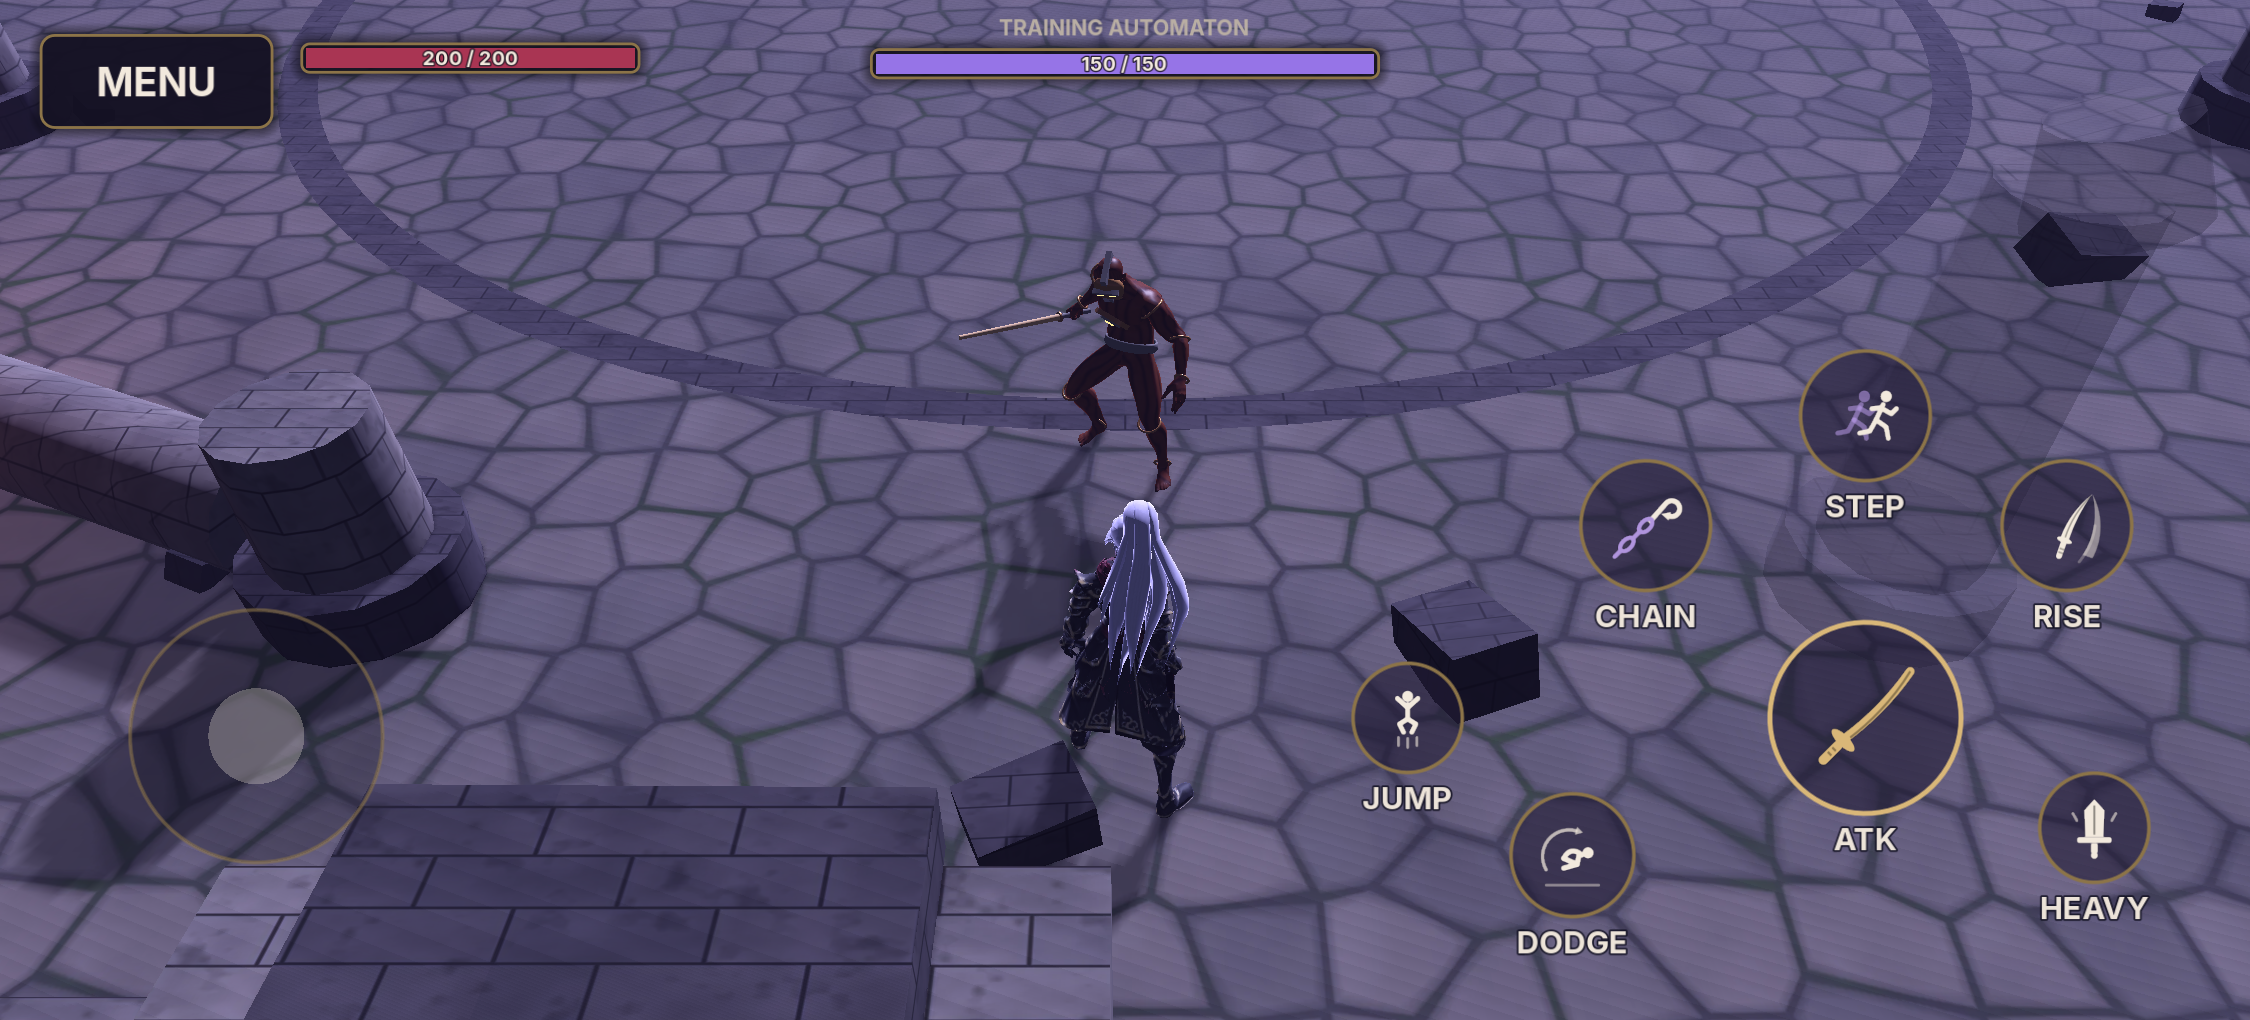 TRAINING AUTOMATON
MENU
200 / 200
150 / 150
STEP
CHAIN
RISE
JUMP
ATK
HEAVY
DODGE